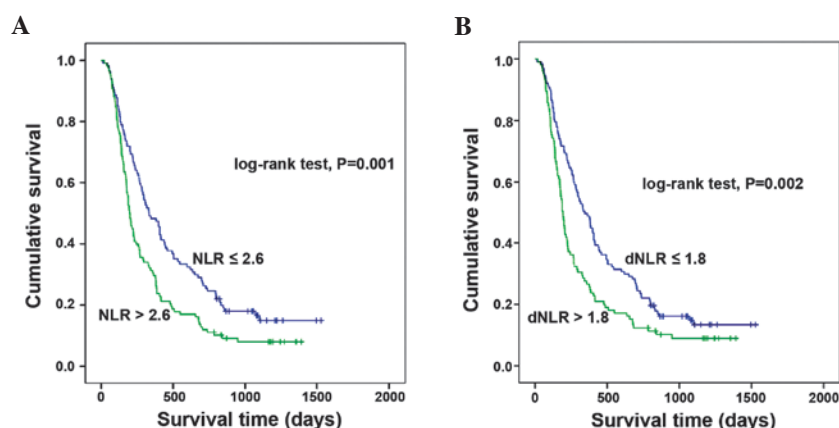 A
1.0
0.8
0.6
0.4
0.2
0.0
Cumulative survival
log-rank test, P=0.001
NLR ≤ 2.6
NLR > 2.6
0 500 1000 1500 2000
Survival time (days)
B
1.0
0.8
0.6
0.4
0.2
0.0
Cumulative survival
log-rank test, P=0.002
dNLR ≤ 1.8
dNLR > 1.8
0 500 1000 1500 2000
Survival time (days)